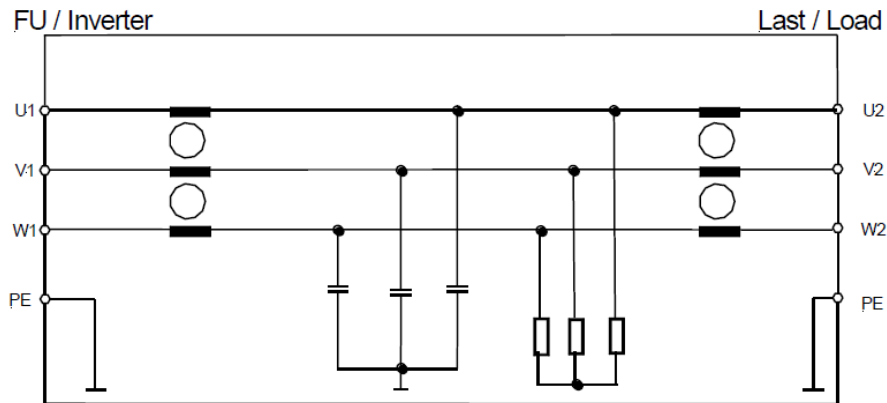 FU / Inverter
Last / Load
U1
U2
V1
V2
W1
W2
PE
PE